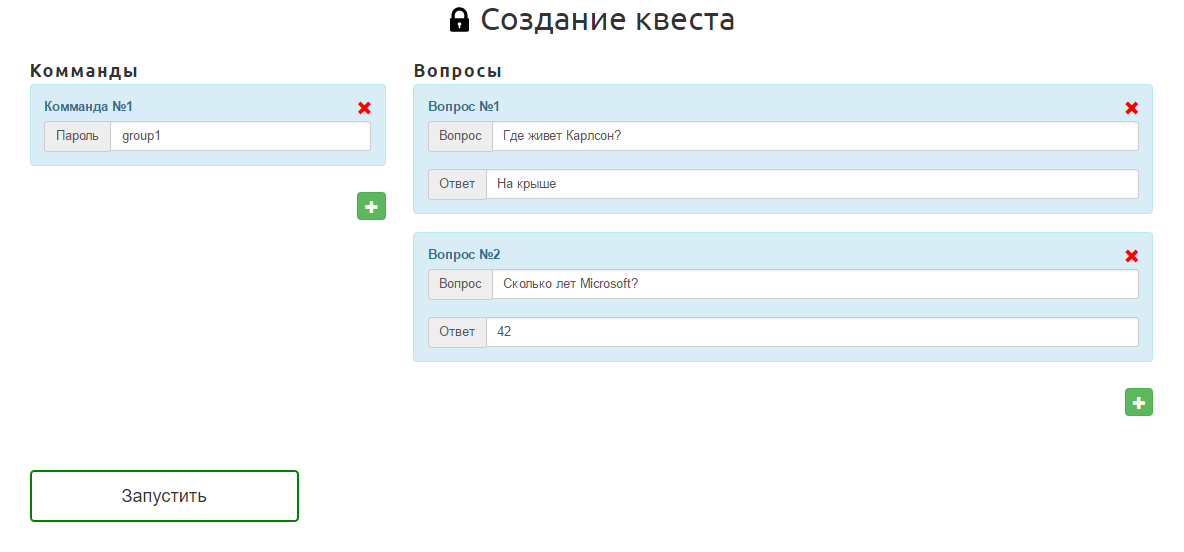 Создание квеста
Комманды
Комманда №1
Пароль group1
Вопросы
Вопрос №1
Вопрос Где живет Карлсон?
Ответ На крыше
Вопрос №2
Вопрос Сколько лет Microsoft?
Ответ 42
Запустить